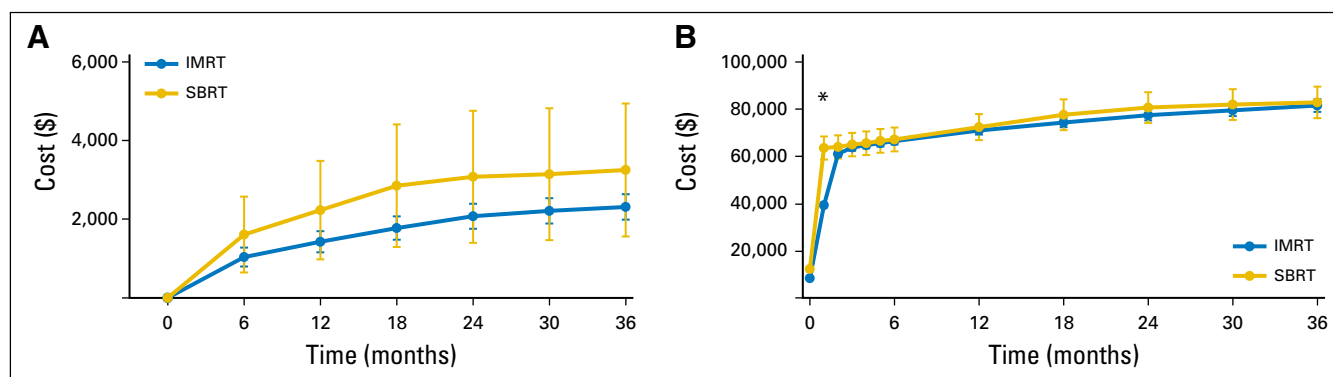 A
IMRT
SBRT
Cost ($)
6,000
4,000
2,000
0 6 12 18 24 30 36
Time (months)
B
*
Cost ($)
100,000
80,000
60,000
40,000
20,000
IMRT
SBRT
0 6 12 18 24 30 36
Time (months)